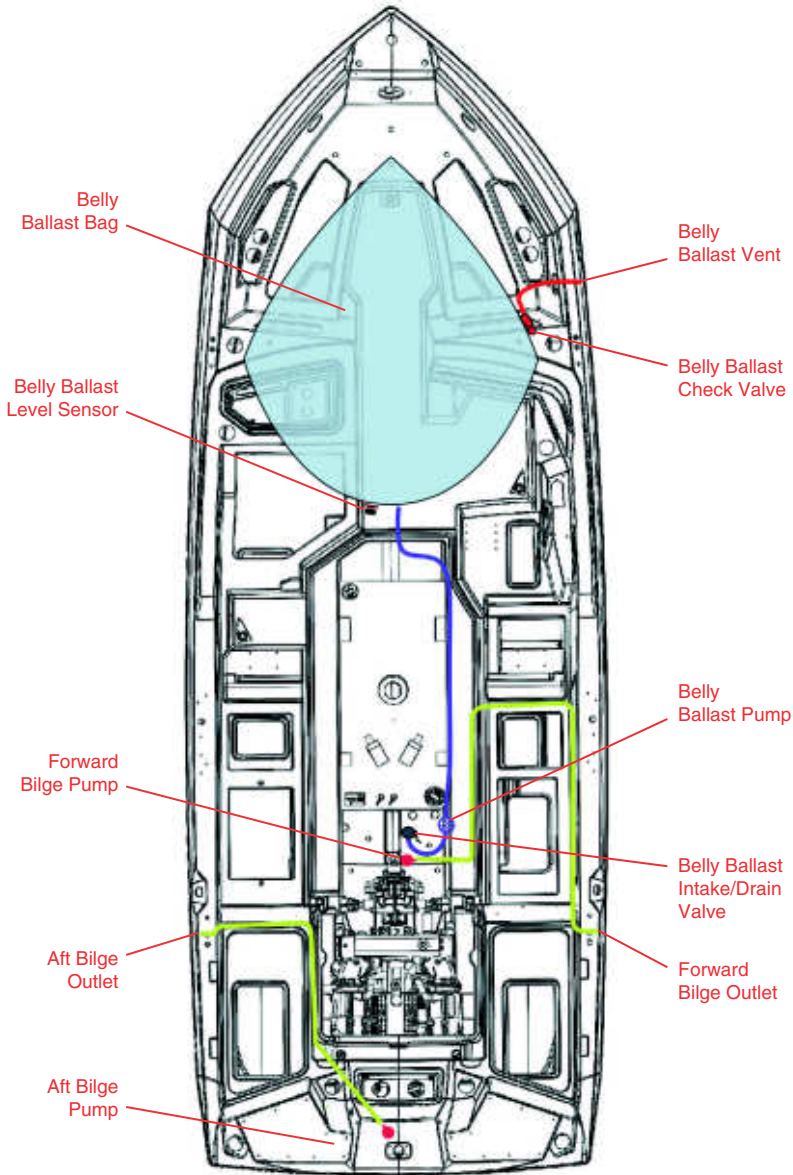 Belly
Ballast Bag
Belly
Ballast Vent
Belly Ballast
Check Valve
Belly Ballast
Level Sensor
Belly
Ballast Pump
Forward
Bilge Pump
Belly Ballast
Intake/Drain
Valve
Aft Bilge
Outlet
Forward
Bilge Outlet
Aft Bilge
Pump